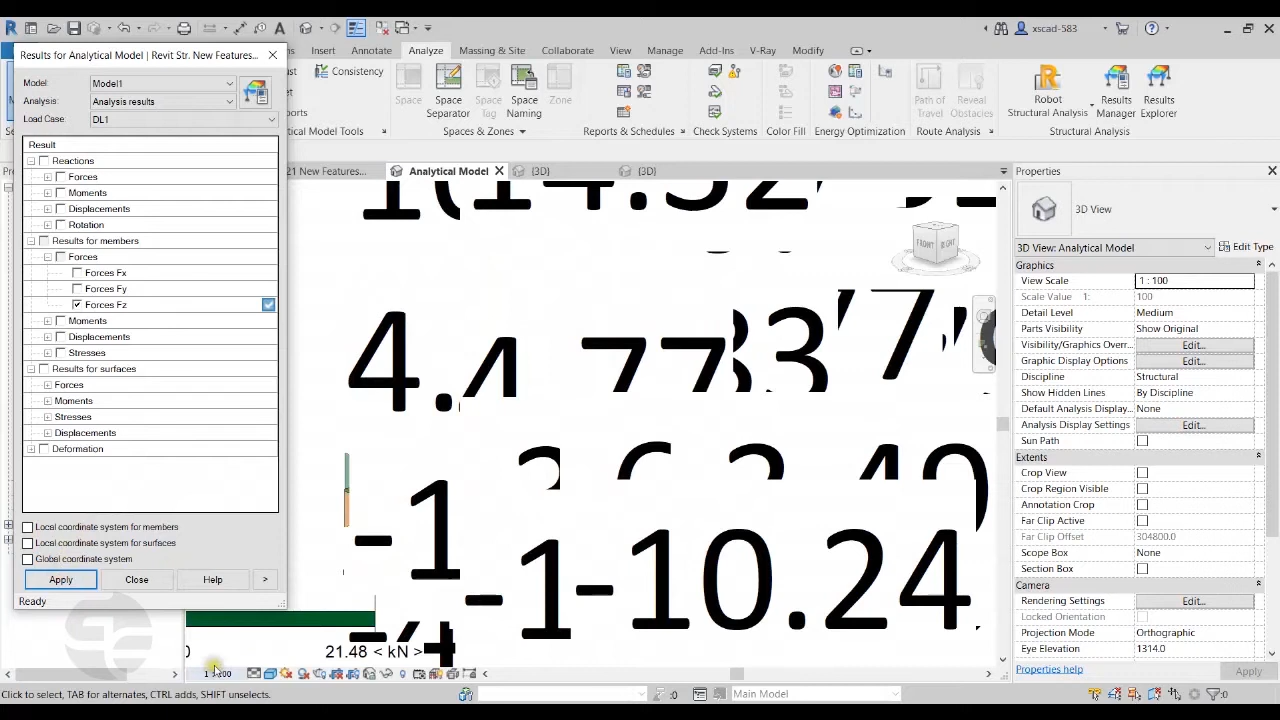 xscad-583
Insert Annotate Analyze Massing & Site Collaborate View Manage Add-Ins V-Ray Modify
Results for Analytical Model | Revit Str. New Features...
Model: Model1
Analysis: Analysis results
Load Case: DL1
Result
Reactions
Forces
Moments
Displacements
Rotation
Results for members
Forces
Forces Fx
Forces Fy
Forces Fz
Moments
Displacements
Stresses
Results for surfaces
Forces
Moments
Stresses
Displacements
Deformation
Local coordinate system for members
Local coordinate system for surfaces
Global coordinate system
Apply Close Help >
Ready
Consistency
Model Tools
Space
Space Separator
Space Tag
Space Naming
Zone
Spaces & Zones
Reports & Schedules
Check Systems
Color Fill
Energy Optimization
Path of Travel
Reveal Obstacles
Route Analysis
Robot Structural Analysis
Results Manager
Results Explorer
Structural Analysis
21 New Features... Analytical Model {3D} {3D}
FRONT RIGHT
-10.24
21.48 < kN >
Properties
3D View
3D View: Analytical Model Edit Type
Graphics
View Scale 1 : 100
Scale Value 1: 100
Detail Level Medium
Parts Visibility Show Original
Visibility/Graphics Overr... Edit...
Graphic Display Options Edit...
Discipline Structural
Show Hidden Lines By Discipline
Default Analysis Display... None
Analysis Display Settings Edit...
Sun Path
Extents
Crop View
Crop Region Visible
Annotation Crop
Far Clip Active
Far Clip Offset 304800.0
Scope Box None
Section Box
Camera
Rendering Settings Edit...
Locked Orientation
Projection Mode Orthographic
Eye Elevation 1314.0
Properties help Apply
Click to select, TAB for alternates, CTRL adds, SHIFT unselects. :0 Main Model :0